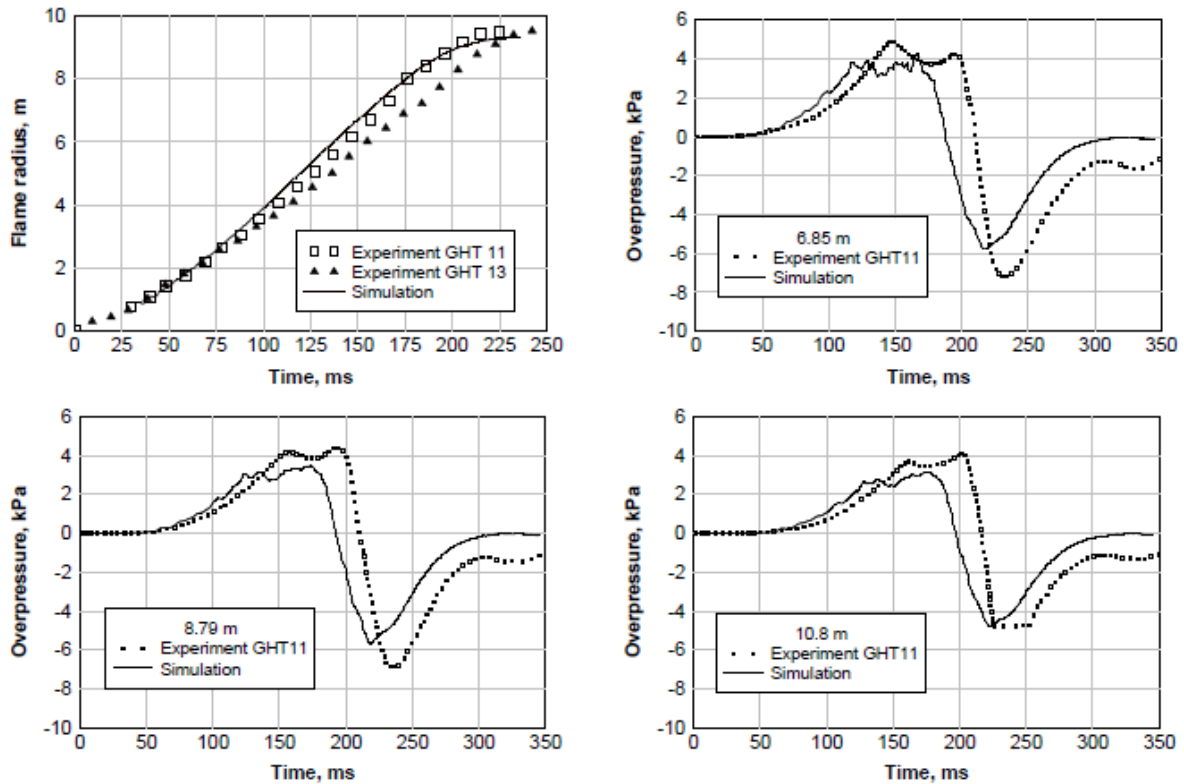 10
8
6
4
2
0
Flame radius, m
0 25 50 75 100 125 150 175 200 225 250
Time, ms
Experiment GHT 11
Experiment GHT 13
Simulation
6
4
2
0
-2
-4
-6
-8
-10
Overpressure, kPa
0 50 100 150 200 250 300 350
Time, ms
6.85 m
Experiment GHT11
Simulation
6
4
2
0
-2
-4
-6
-8
-10
Overpressure, kPa
0 50 100 150 200 250 300 350
Time, ms
8.79 m
Experiment GHT11
Simulation
6
4
2
0
-2
-4
-6
-8
-10
Overpressure, kPa
0 50 100 150 200 250 300 350
Time, ms
10.8 m
Experiment GHT11
Simulation